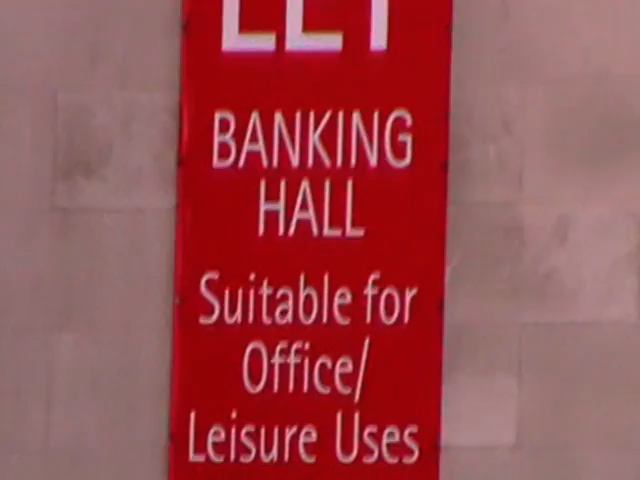 LET
BANKING
HALL
Suitable for
Office/
Leisure Uses